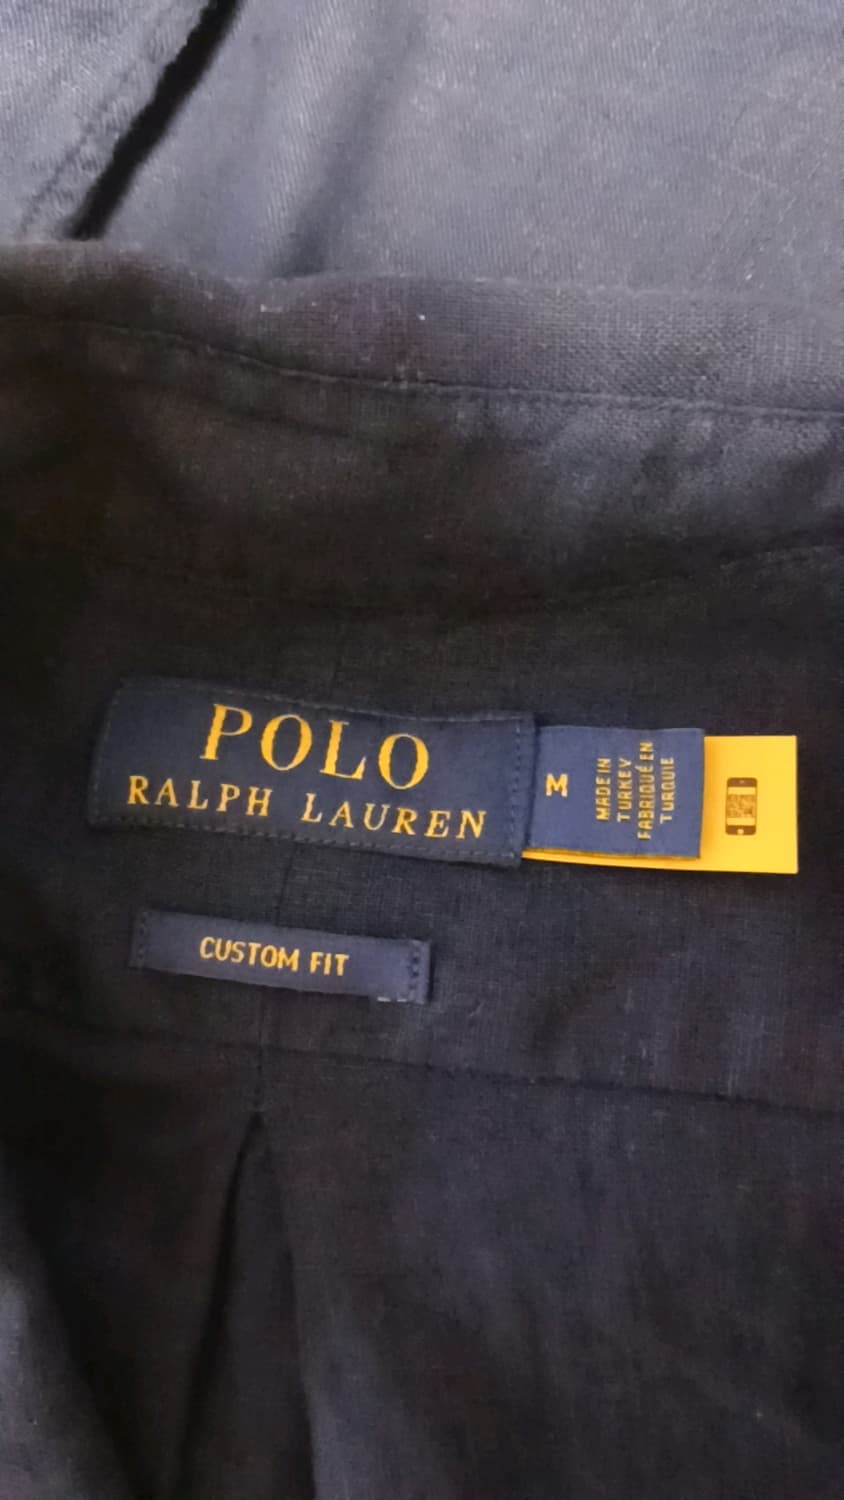 POLO
RALPH LAUREN
M
MADE IN
TURKEY
FABRIQUÉ EN
TURQUIE
CUSTOM FIT